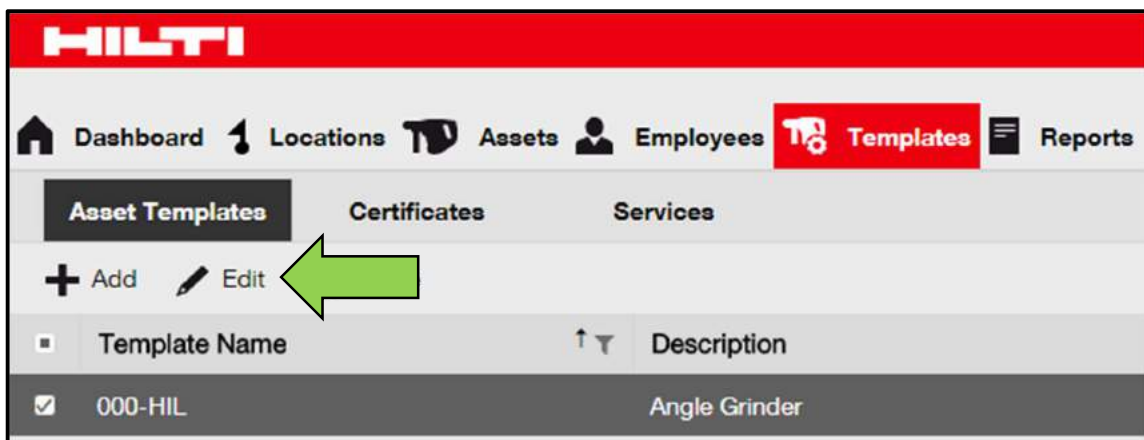 HILTI
Dashboard Locations Assets Employees Templates Reports
Asset Templates Certificates Services
Add Edit
Template Name Description
000-HIL Angle Grinder